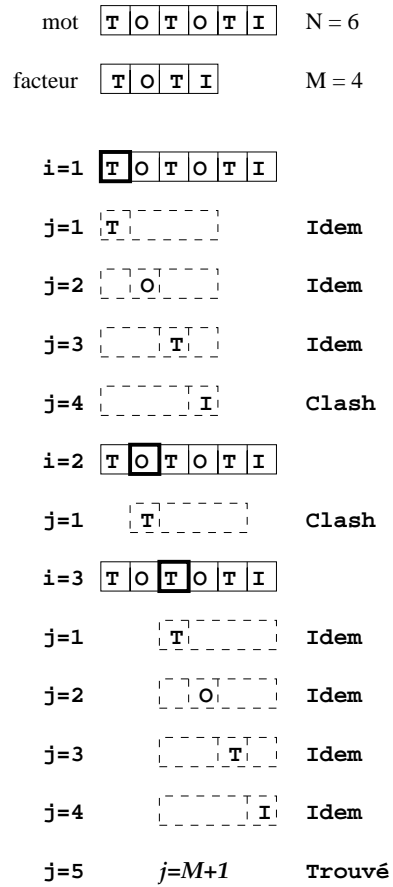 mot T O T O T I N = 6
facteur T O T I M = 4
i=1 T O T O T I
j=1 T Idem
j=2 O Idem
j=3 T Idem
j=4 I Clash
i=2 T O T O T I
j=1 T Clash
i=3 T O T O T I
j=1 T Idem
j=2 O Idem
j=3 T Idem
j=4 I Idem
j=5 j=M+1 Trouvé